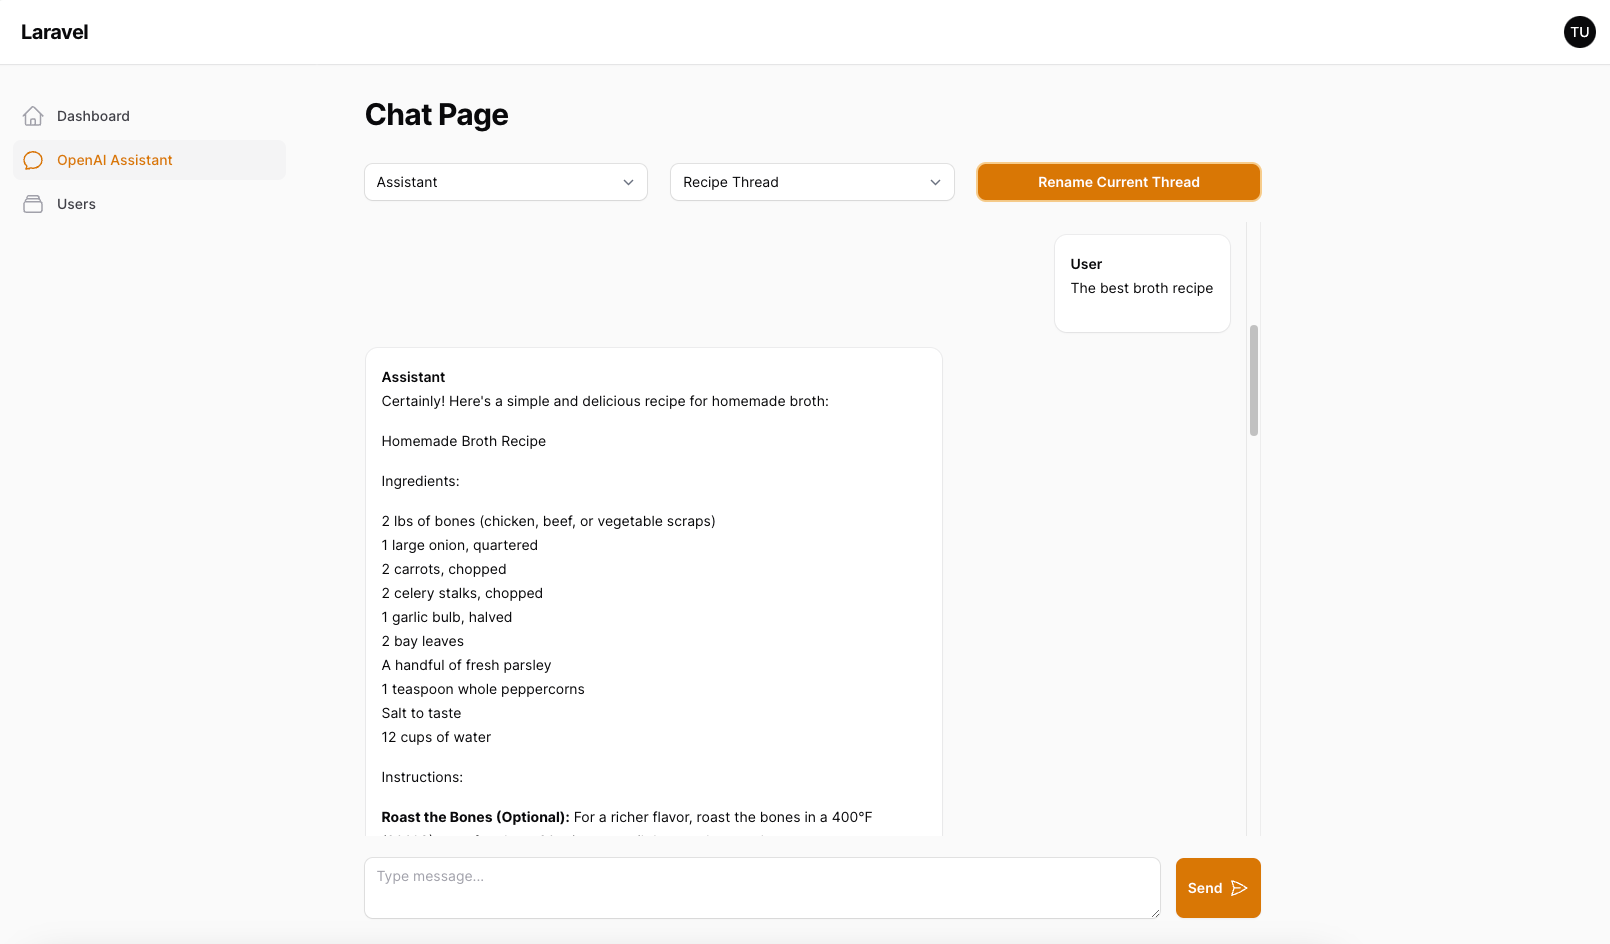 Laravel
TU
Dashboard
OpenAI Assistant
Users
Chat Page
Assistant
Recipe Thread
Rename Current Thread
User
The best broth recipe
Assistant
Certainly! Here's a simple and delicious recipe for homemade broth:
Homemade Broth Recipe
Ingredients:
2 lbs of bones (chicken, beef, or vegetable scraps)
1 large onion, quartered
2 carrots, chopped
2 celery stalks, chopped
1 garlic bulb, halved
2 bay leaves
A handful of fresh parsley
1 teaspoon whole peppercorns
Salt to taste
12 cups of water
Instructions:
Roast the Bones (Optional): For a richer flavor, roast the bones in a 400°F
Type message...
Send